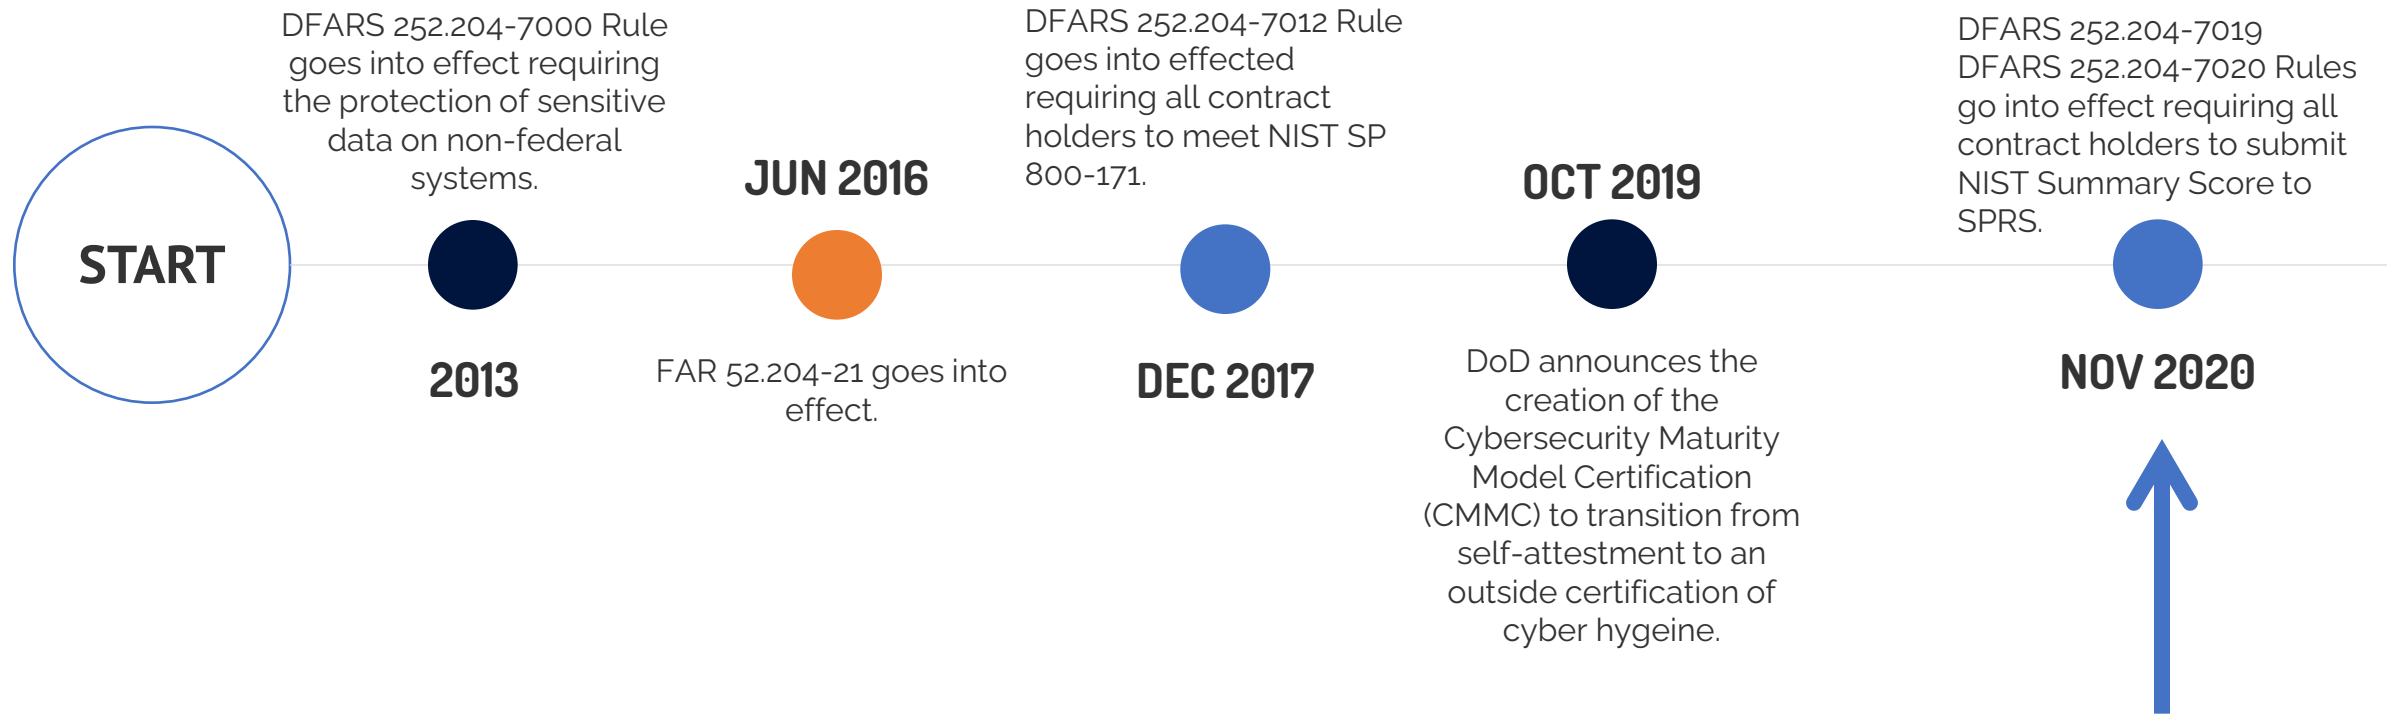 START
DFARS 252.204-7000 Rule
goes into effect requiring
the protection of sensitive
data on non-federal
systems.
2013
JUN 2016
FAR 52.204-21 goes into
effect.
DFARS 252.204-7012 Rule
goes into effected
requiring all contract
holders to meet NIST SP
800-171.
DEC 2017
OCT 2019
DoD announces the
creation of the
Cybersecurity Maturity
Model Certification
(CMMC) to transition from
self-attestment to an
outside certification of
cyber hygeine.
DFARS 252.204-7019
DFARS 252.204-7020 Rules
go into effect requiring all
contract holders to submit
NIST Summary Score to
SPRS.
NOV 2020